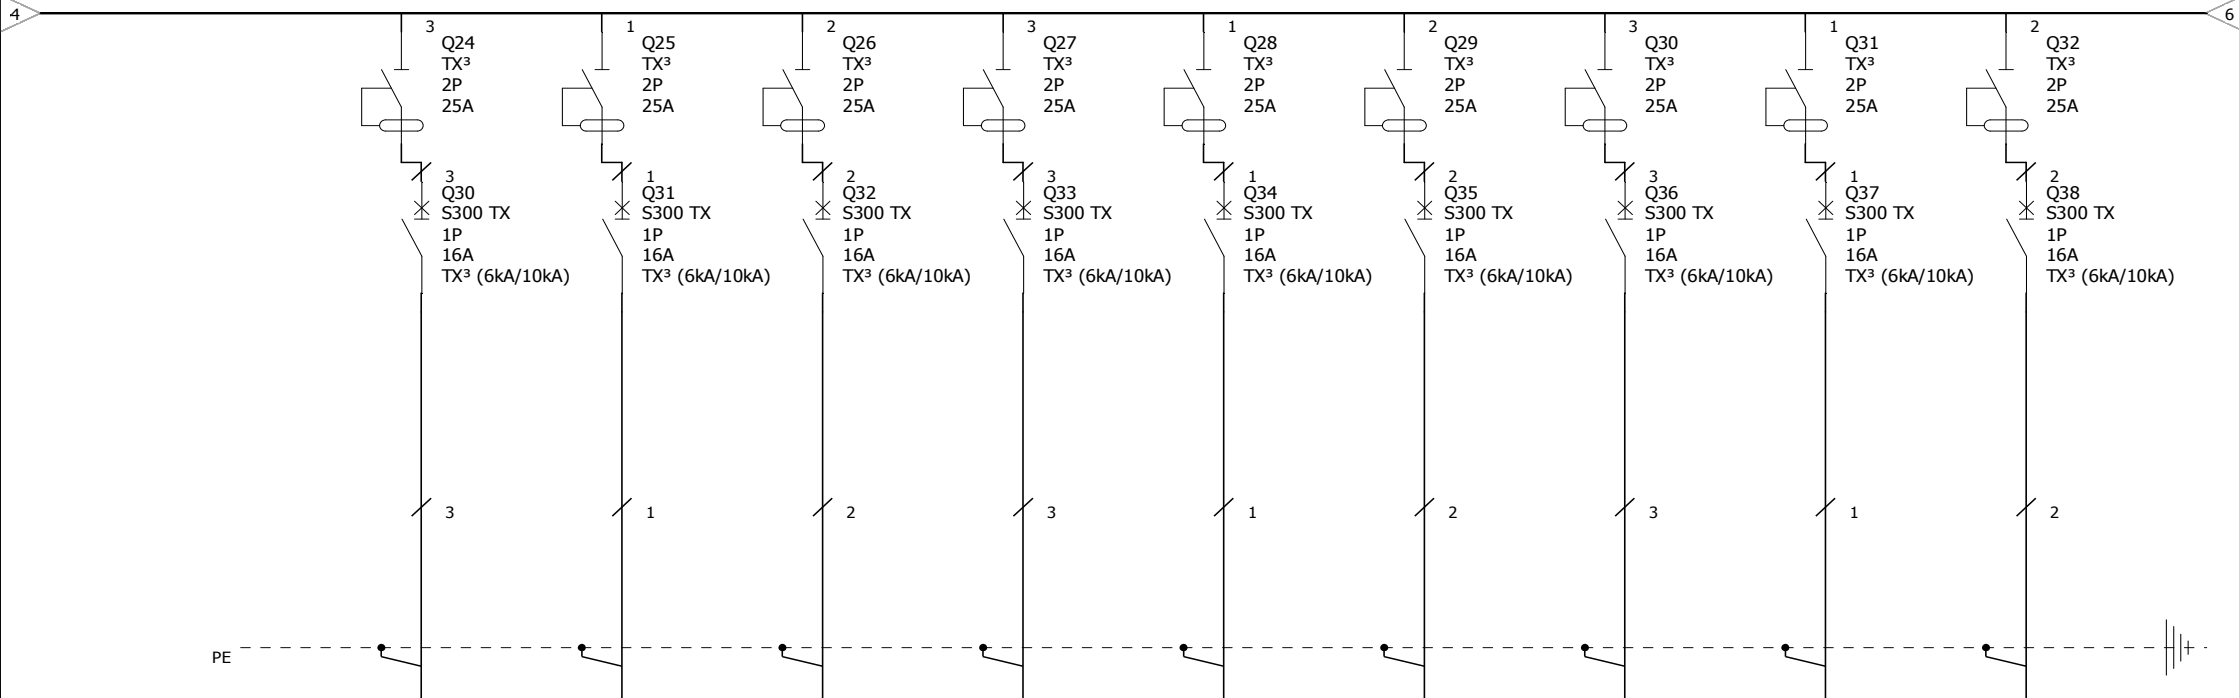 4
6
3
Q24
TX³
2P
25A
3
Q30
S300 TX
1P
16A
TX³ (6kA/10kA)
3
1
Q25
TX³
2P
25A
1
Q31
S300 TX
1P
16A
TX³ (6kA/10kA)
1
2
Q26
TX³
2P
25A
2
Q32
S300 TX
1P
16A
TX³ (6kA/10kA)
2
3
Q27
TX³
2P
25A
3
Q33
S300 TX
1P
16A
TX³ (6kA/10kA)
3
1
Q28
TX³
2P
25A
1
Q34
S300 TX
1P
16A
TX³ (6kA/10kA)
1
2
Q29
TX³
2P
25A
2
Q35
S300 TX
1P
16A
TX³ (6kA/10kA)
2
3
Q30
TX³
2P
25A
3
Q36
S300 TX
1P
16A
TX³ (6kA/10kA)
3
1
Q31
TX³
2P
25A
1
Q37
S300 TX
1P
16A
TX³ (6kA/10kA)
1
2
Q32
TX³
2P
25A
2
Q38
S300 TX
1P
16A
TX³ (6kA/10kA)
2
PE